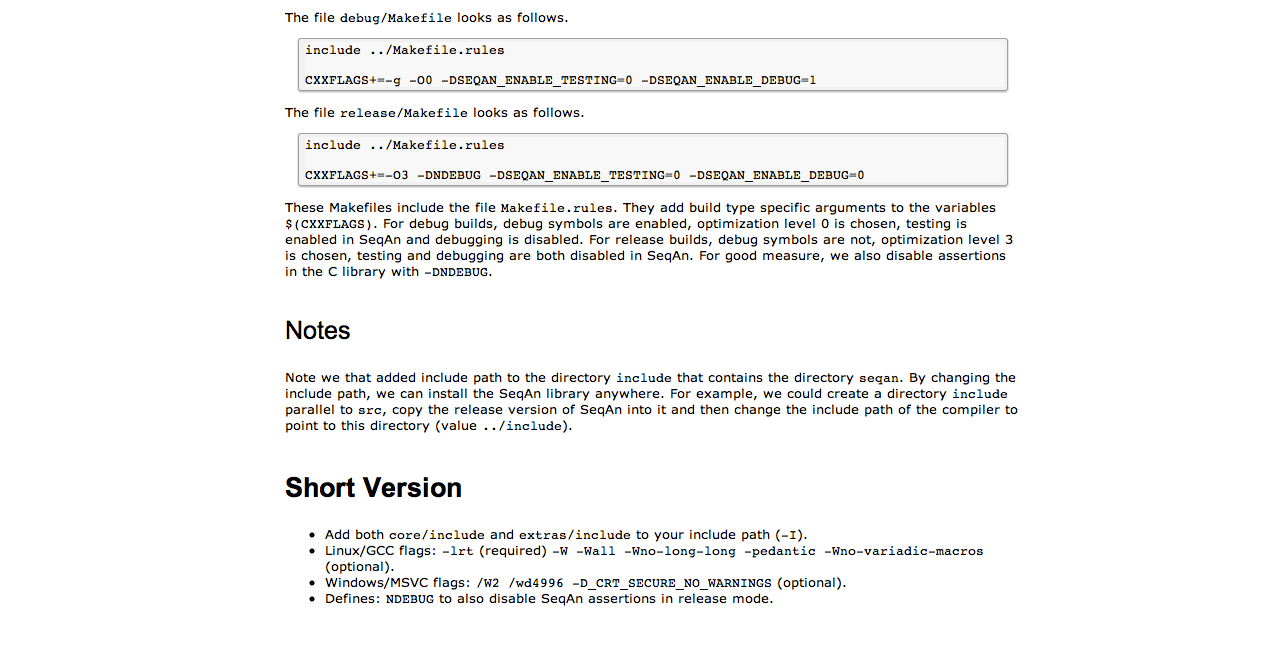 The file debug/Makefile looks as follows.
include ../Makefile.rules
CXXFLAGS+=-g -O0 -DSEQAN_ENABLE_TESTING=0 -DSEQAN_ENABLE_DEBUG=1
The file release/Makefile looks as follows.
include ../Makefile.rules
CXXFLAGS+=-O3 -DNDEBUG -DSEQAN_ENABLE_TESTING=0 -DSEQAN_ENABLE_DEBUG=0
These Makefiles include the file Makefile.rules. They add build type specific arguments to the variables
$(CXXFLAGS). For debug builds, debug symbols are enabled, optimization level 0 is chosen, testing is
enabled in SeqAn and debugging is disabled. For release builds, debug symbols are not, optimization level 3
is chosen, testing and debugging are both disabled in SeqAn. For good measure, we also disable assertions
in the C library with -DNDEBUG.
Notes
Note we that added include path to the directory include that contains the directory seqan. By changing the
include path, we can install the SeqAn library anywhere. For example, we could create a directory include
parallel to src, copy the release version of SeqAn into it and then change the include path of the compiler to
point to this directory (value ../include).
Short Version
• Add both core/include and extras/include to your include path (-I).
• Linux/GCC flags: -lrt (required) -W -Wall -Wno-long-long -pedantic -Wno-variadic-macros
(optional).
• Windows/MSVC flags: /W2 /wd4996 -D_CRT_SECURE_NO_WARNINGS (optional).
• Defines: NDEBUG to also disable SeqAn assertions in release mode.